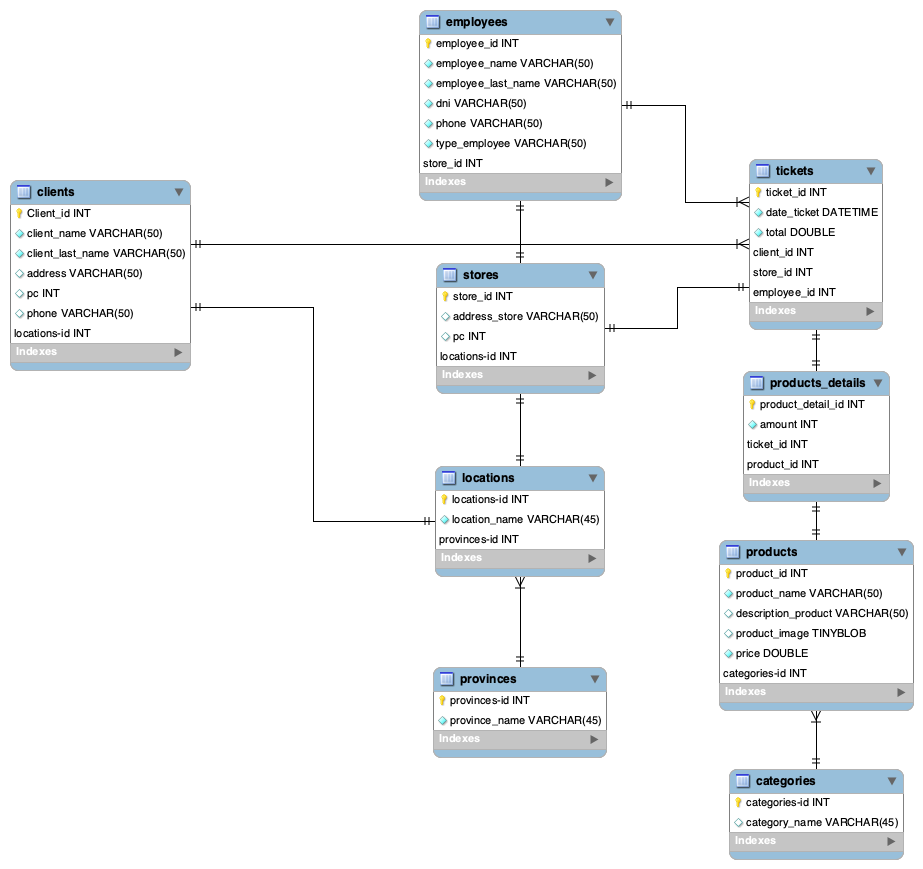 employees
employee_id INT
employee_name VARCHAR(50)
employee_last_name VARCHAR(50)
dni VARCHAR(50)
phone VARCHAR(50)
type_employee VARCHAR(50)
store_id INT
Indexes
clients
Client_id INT
client_name VARCHAR(50)
client_last_name VARCHAR(50)
address VARCHAR(50)
pc INT
phone VARCHAR(50)
locations-id INT
Indexes
tickets
ticket_id INT
date_ticket DATETIME
total DOUBLE
client_id INT
store_id INT
employee_id INT
Indexes
stores
store_id INT
address_store VARCHAR(50)
pc INT
locations-id INT
Indexes
products_details
product_detail_id INT
amount INT
ticket_id INT
product_id INT
Indexes
locations
locations-id INT
location_name VARCHAR(45)
provinces-id INT
Indexes
products
product_id INT
product_name VARCHAR(50)
description_product VARCHAR(50)
product_image TINYBLOB
price DOUBLE
categories-id INT
Indexes
provinces
provinces-id INT
province_name VARCHAR(45)
Indexes
categories
categories-id INT
category_name VARCHAR(45)
Indexes